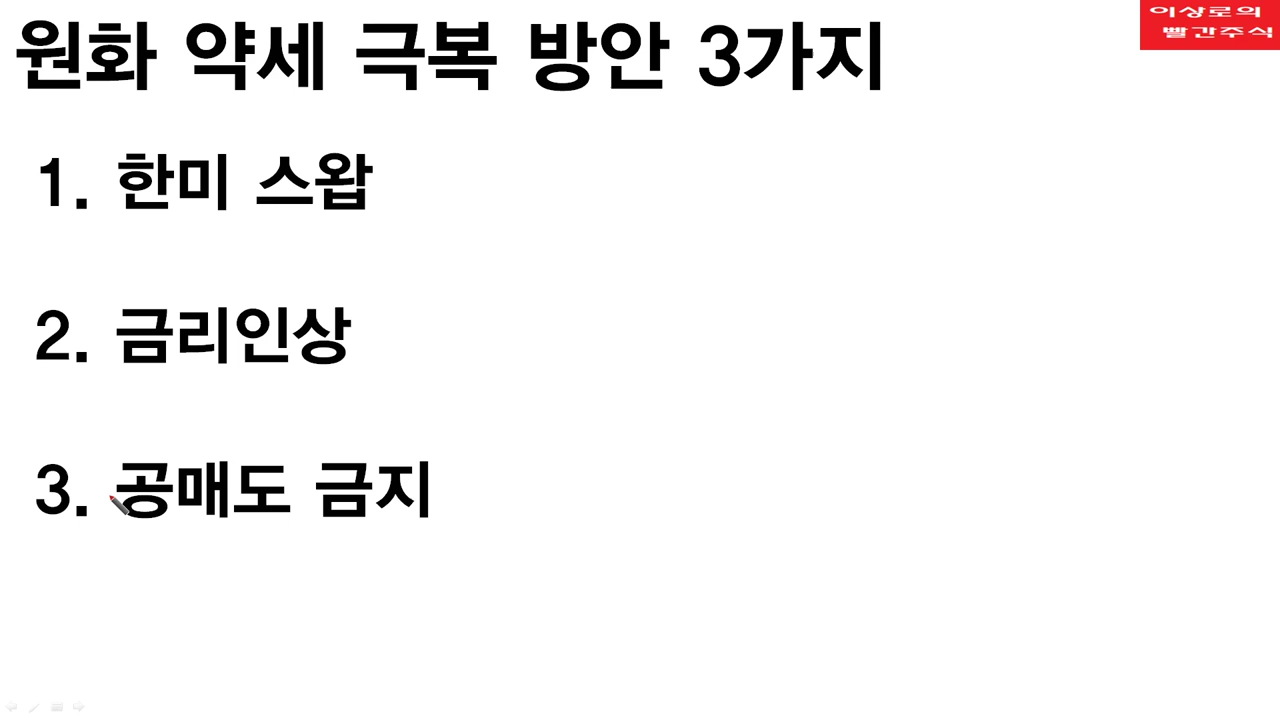 원화 약세 극복 방안 3가지
이상로의
빨간주식
1. 한미 스왑
2. 금리인상
3. 공매도 금지